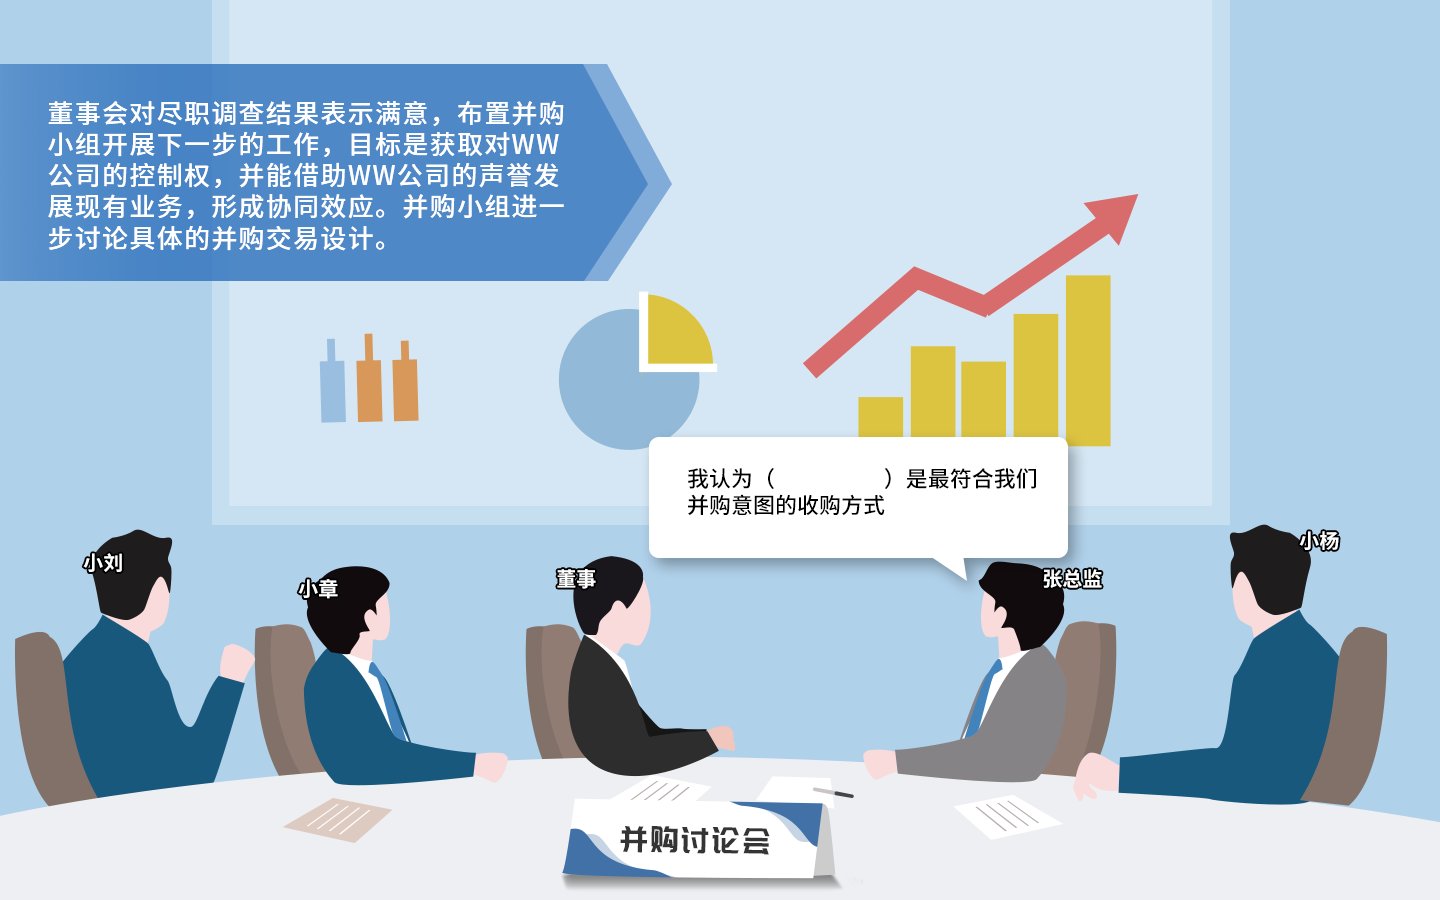 董事会对尽职调查结果表示满意，布置并购
小组开展下一步的工作，目标是获取对WW
公司的控制权，并能借助WW公司的声誉发
展现有业务，形成协同效应。并购小组进一
步讨论具体的并购交易设计。
我认为（　　　　　）是最符合我们
并购意图的收购方式
小刘
小章
董事
张总监
小杨
并购讨论会